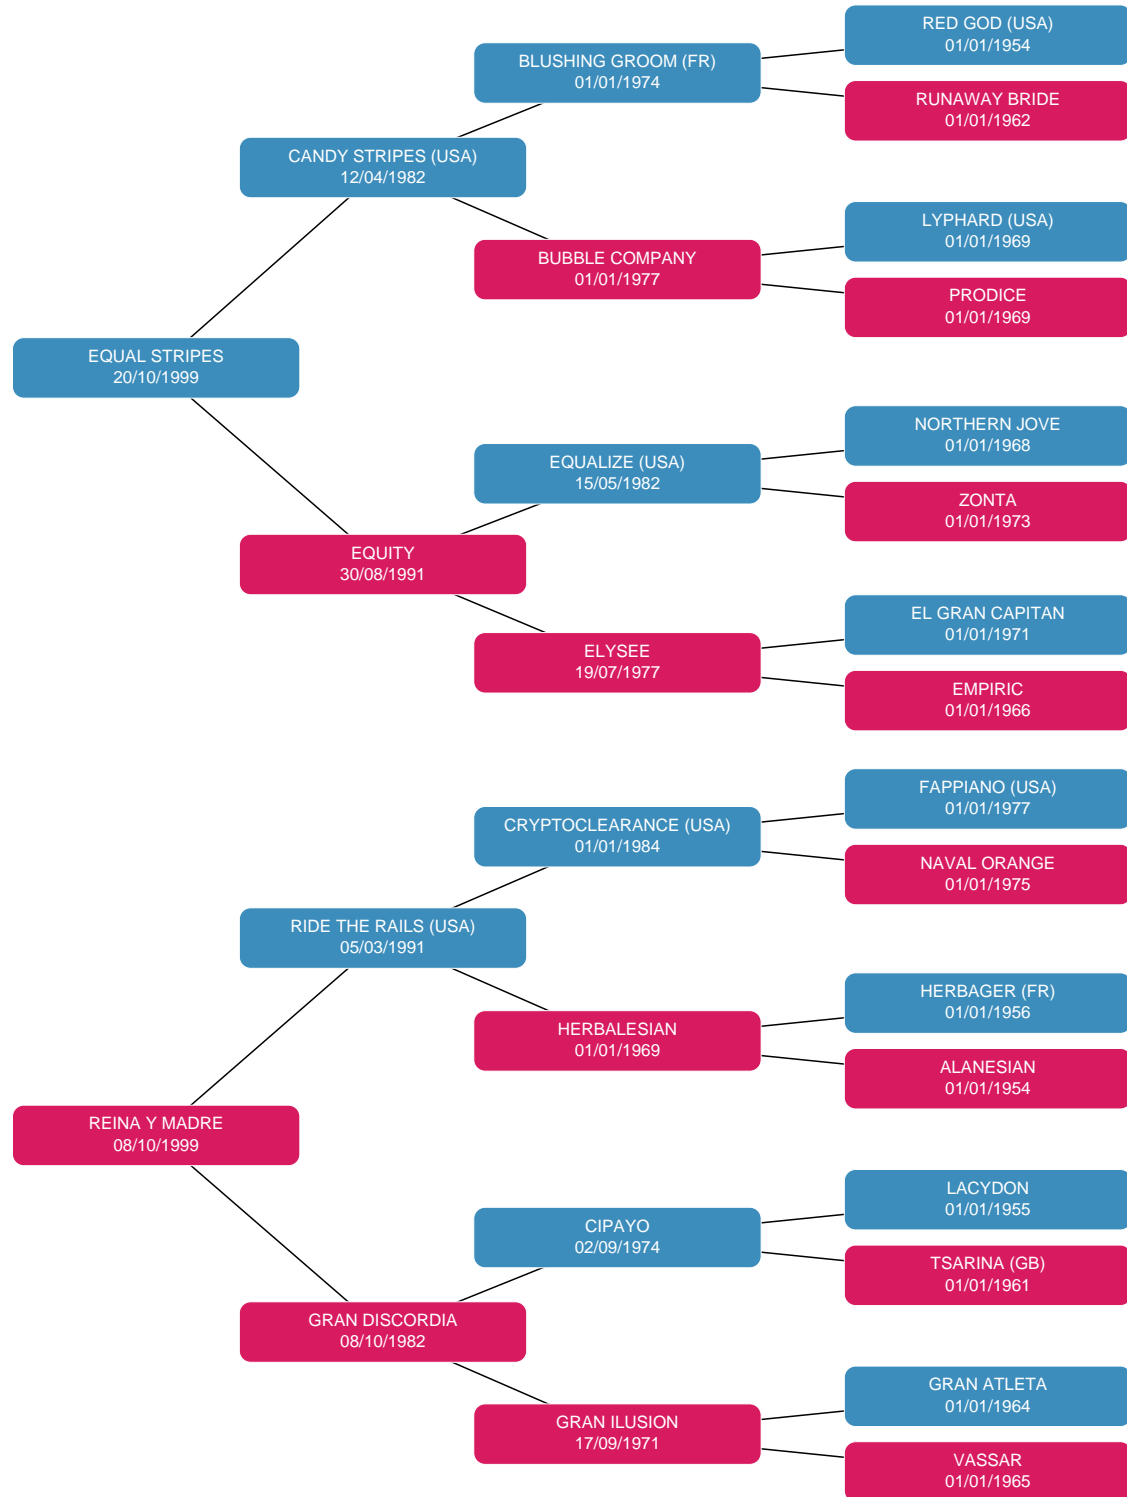 RED GOD (USA)
01/01/1954
BLUSHING GROOM (FR)
01/01/1974
RUNAWAY BRIDE
01/01/1962
CANDY STRIPES (USA)
12/04/1982
LYPHARD (USA)
01/01/1969
BUBBLE COMPANY
01/01/1977
PRODICE
01/01/1969
EQUAL STRIPES
20/10/1999
NORTHERN JOVE
01/01/1968
EQUALIZE (USA)
15/05/1982
ZONTA
01/01/1973
EQUITY
30/08/1991
EL GRAN CAPITAN
01/01/1971
ELYSEE
19/07/1977
EMPIRIC
01/01/1966
FAPPIANO (USA)
01/01/1977
CRYPTOCLEARANCE (USA)
01/01/1984
NAVAL ORANGE
01/01/1975
RIDE THE RAILS (USA)
05/03/1991
HERBAGER (FR)
01/01/1956
HERBALESIAN
01/01/1969
ALANESIAN
01/01/1954
REINA Y MADRE
08/10/1999
LACYDON
01/01/1955
CIPAYO
02/09/1974
TSARINA (GB)
01/01/1961
GRAN DISCORDIA
08/10/1982
GRAN ATLETA
01/01/1964
GRAN ILUSION
17/09/1971
VASSAR
01/01/1965